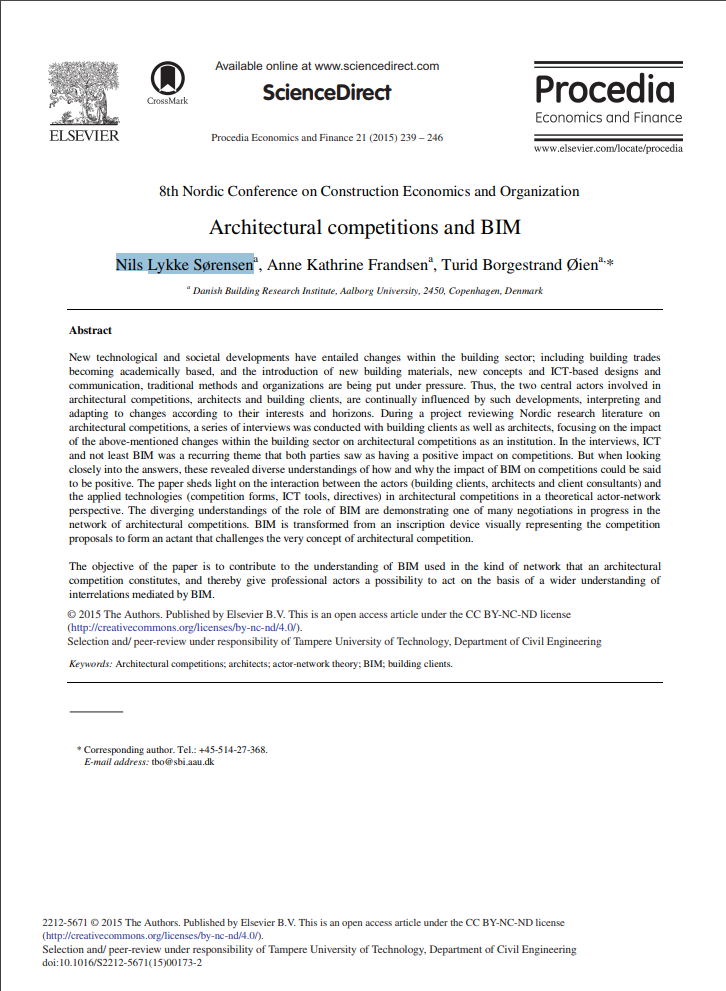 Available online at www.sciencedirect.com
CrossMark
ScienceDirect
ELSEVIER
Procedia
Economics and Finance
Procedia Economics and Finance 21 (2015) 239 – 246
www.elsevier.com/locate/procedia
8th Nordic Conference on Construction Economics and Organization
Architectural competitions and BIM
Nils Lykke Sørensenª, Anne Kathrine Frandsenª, Turid Borgestrand Øienª,*
ª Danish Building Research Institute, Aalborg University, 2450, Copenhagen, Denmark
Abstract
New technological and societal developments have entailed changes within the building sector; including building trades
becoming academically based, and the introduction of new building materials, new concepts and ICT-based designs and
communication, traditional methods and organizations are being put under pressure. Thus, the two central actors involved in
architectural competitions, architects and building clients, are continually influenced by such developments, interpreting and
adapting to changes according to their interests and horizons. During a project reviewing Nordic research literature on
architectural competitions, a series of interviews was conducted with building clients as well as architects, focusing on the impact
of the above-mentioned changes within the building sector on architectural competitions as an institution. In the interviews, ICT
and not least BIM was a recurring theme that both parties saw as having a positive impact on competitions. But when looking
closely into the answers, these revealed diverse understandings of how and why the impact of BIM on competitions could be said
to be positive. The paper sheds light on the interaction between the actors (building clients, architects and client consultants) and
the applied technologies (competition forms, ICT tools, directives) in architectural competitions in a theoretical actor-network
perspective. The diverging understandings of the role of BIM are demonstrating one of many negotiations in progress in the
network of architectural competitions. BIM is transformed from an inscription device visually representing the competition
proposals to form an actant that challenges the very concept of architectural competition.
The objective of the paper is to contribute to the understanding of BIM used in the kind of network that an architectural
competition constitutes, and thereby give professional actors a possibility to act on the basis of a wider understanding of
interrelations mediated by BIM.
© 2015 The Authors. Published by Elsevier B.V. This is an open access article under the CC BY-NC-ND license
(http://creativecommons.org/licenses/by-nc-nd/4.0/).
Selection and/ peer-review under responsibility of Tampere University of Technology, Department of Civil Engineering
Keywords: Architectural competitions; architects; actor-network theory; BIM; building clients.
* Corresponding author. Tel.: +45-514-27-368.
E-mail address: tbo@sbi.aau.dk
2212-5671 © 2015 The Authors. Published by Elsevier B.V. This is an open access article under the CC BY-NC-ND license
(http://creativecommons.org/licenses/by-nc-nd/4.0/).
Selection and/ peer-review under responsibility of Tampere University of Technology, Department of Civil Engineering
doi:10.1016/S2212-5671(15)00173-2